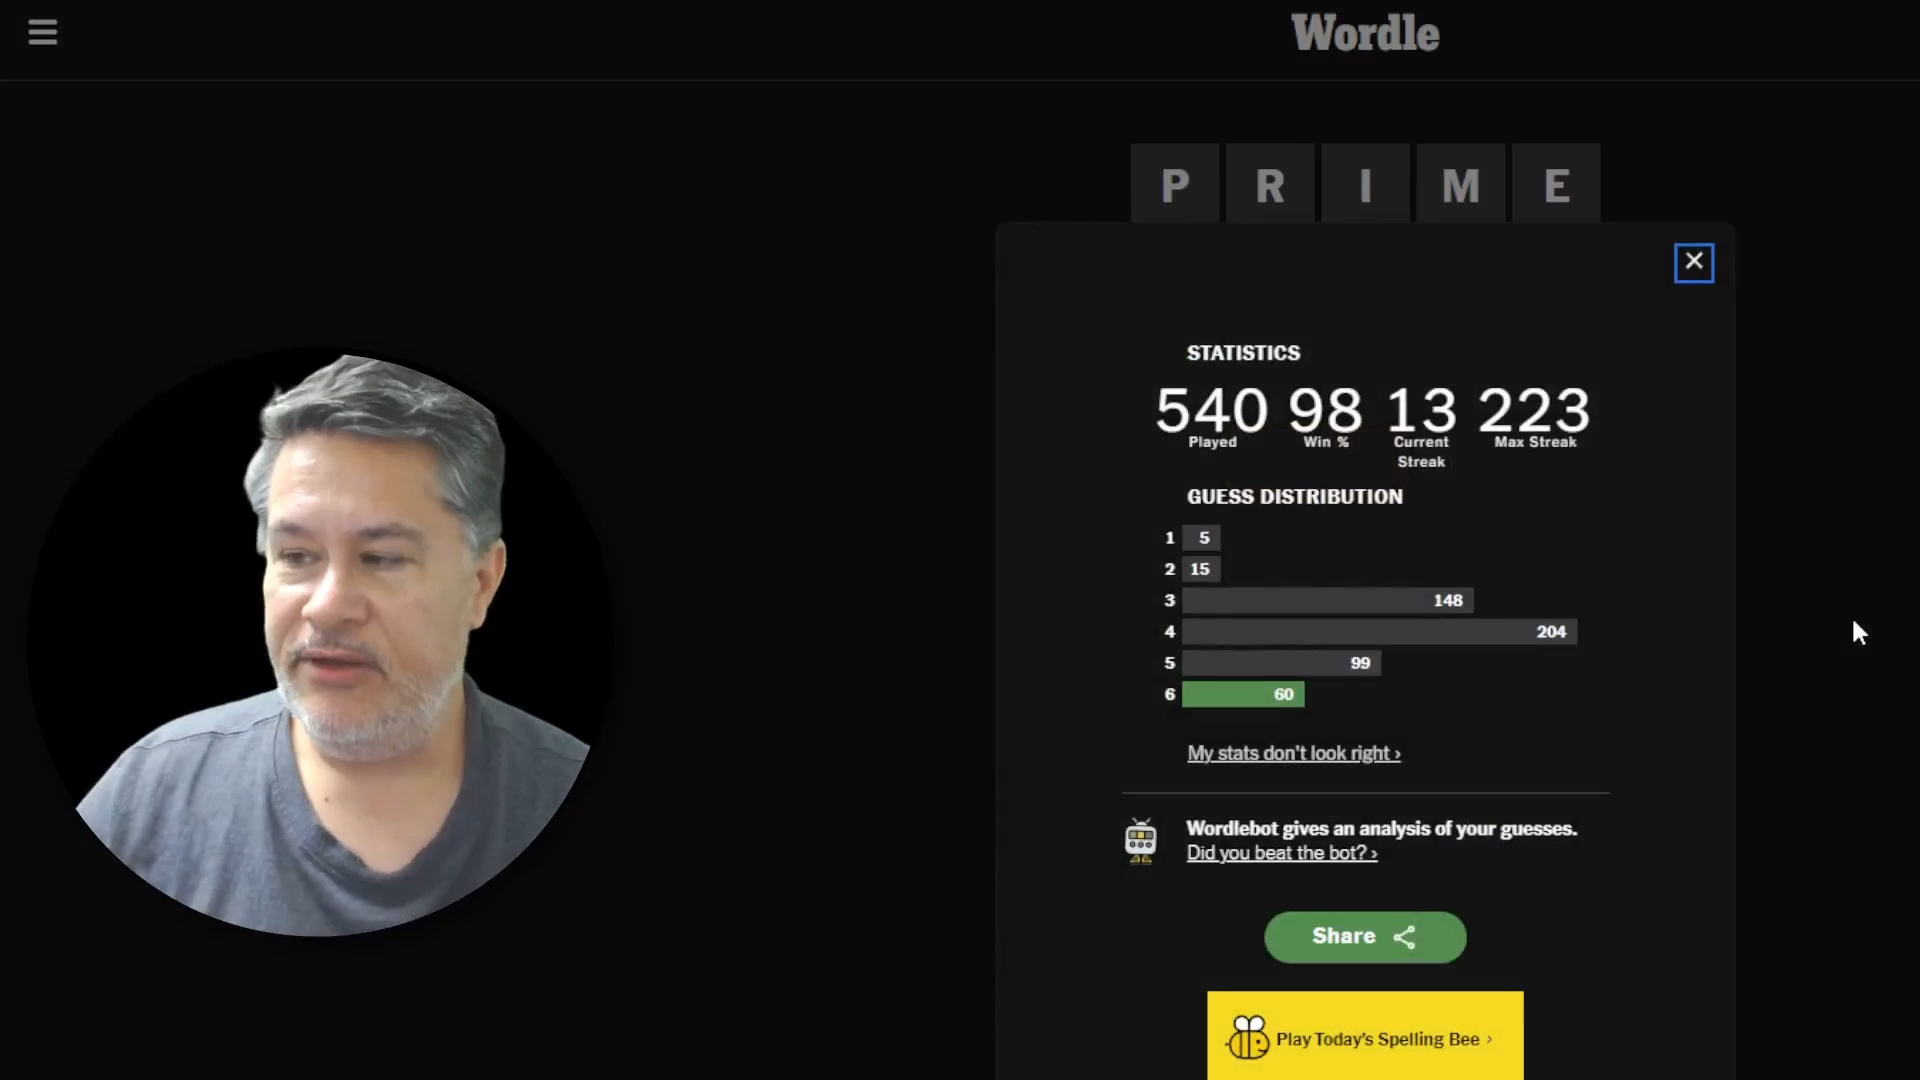 Wordle
P R I M E
STATISTICS
540 98 13 223
Played Win % Current Streak Max Streak
GUESS DISTRIBUTION
1 5
2 15
3 148
4 204
5 99
6 60
My stats don't look right ›
Wordlebot gives an analysis of your guesses.
Did you beat the bot? ›
Share
Play Today's Spelling Bee ›